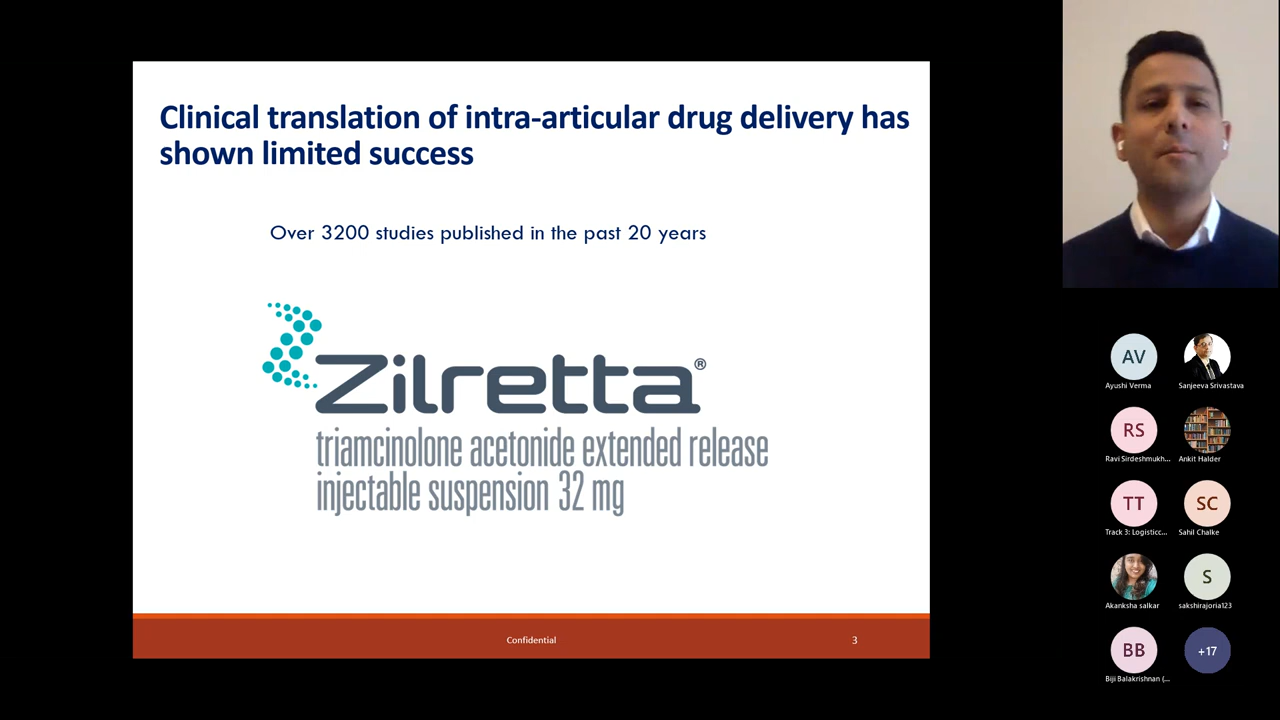 Clinical translation of intra-articular drug delivery has
shown limited success
Over 3200 studies published in the past 20 years
Zilretta®
triamcinolone acetonide extended release
injectable suspension 32 mg
Confidential
3
AV
Ayushi Verma
Sanjeeva Srivastava
RS
Ravi Sirdeshmukh...
Ankit Halder
TT
Track 3: Logisticc...
SC
Sahil Chalke
Akanksha salkar
S
sakshirajoria123
BB
Biji Balakrishnan (...
+17